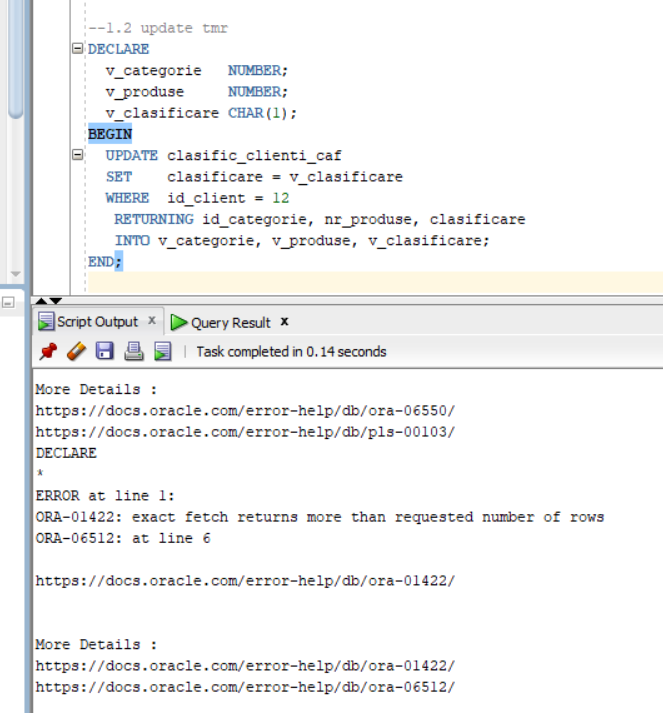 --1.2 update tmr
DECLARE
v_categorie NUMBER;
v_produse NUMBER;
v_clasificare CHAR(1);
BEGIN
UPDATE clasific_clienti_caf
SET clasificare = v_clasificare
WHERE id_client = 12
RETURNING id_categorie, nr_produse, clasificare
INTO v_categorie, v_produse, v_clasificare;
END;
Script Output x Query Result x
Task completed in 0.14 seconds
More Details :
https://docs.oracle.com/error-help/db/ora-06550/
https://docs.oracle.com/error-help/db/pls-00103/
DECLARE
*
ERROR at line 1:
ORA-01422: exact fetch returns more than requested number of rows
ORA-06512: at line 6
https://docs.oracle.com/error-help/db/ora-01422/
More Details :
https://docs.oracle.com/error-help/db/ora-01422/
https://docs.oracle.com/error-help/db/ora-06512/